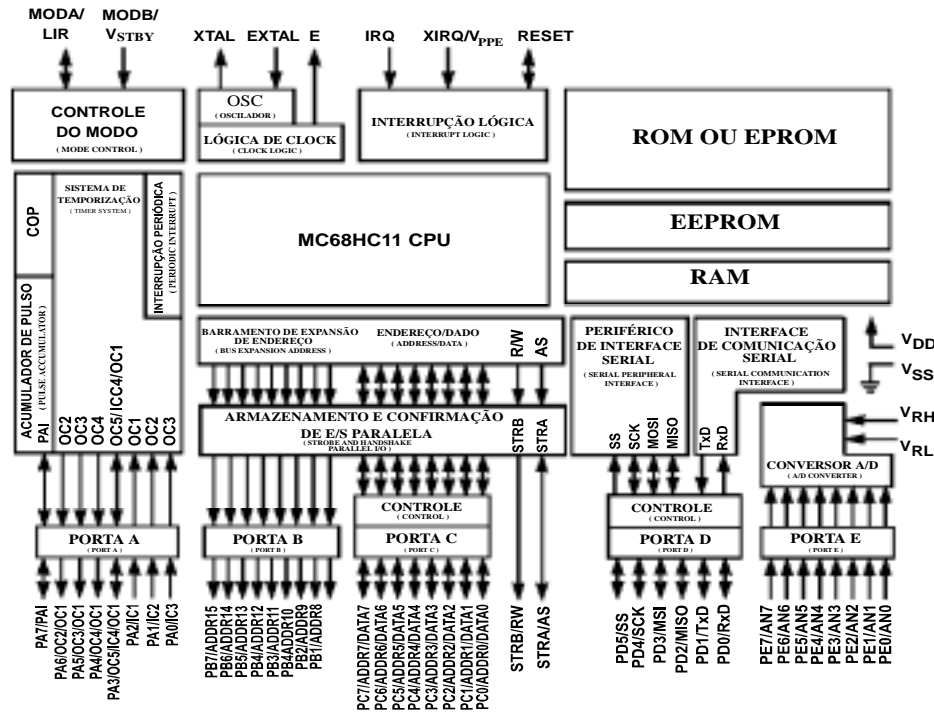 MODA/
LIR
MODB/
VSTBY
XTAL
EXTAL
E
IRQ
XIRQ/VPPE
RESET
CONTROLE
DO MODO
( MODE CONTROL )
OSC
( OSCILADOR )
LÓGICA DE CLOCK
( CLOCK LOGIC )
INTERRUPÇÃO LÓGICA
( INTERRUPT LOGIC )
ROM OU EPROM
COP
SISTEMA DE
TEMPORIZAÇÃO
( TIMER SYSTEM )
INTERRUPÇÃO PERIÓDICA
( PERIODIC INTERRUPT )
MC68HC11 CPU
EEPROM
RAM
ACUMULADOR DE PULSO
( PULSE ACCUMULATOR )
PAI
OC2
OC3
OC4
OC5/ICC4/OC1
OC1
OC2
OC3
BARRAMENTO DE EXPANSÃO
DE ENDEREÇO
( BUS EXPANSION ADDRESS )
ENDEREÇO/DADO
( ADDRESS/DATA )
R/W
AS
PERIFÉRICO
DE INTERFACE
SERIAL
( SERIAL PERIPHERAL
INTERFACE )
INTERFACE
DE COMUNICAÇÃO
SERIAL
( SERIAL COMMUNICATION
INTERFACE )
VDD
VSS
VRH
VRL
ARMAZENAMENTO E CONFIRMAÇÃO
DE E/S PARALELA
( STROBE AND HANDSHAKE
PARALLEL I/O )
STRB
STRA
SS
SCK
MOSI
MISO
TxD
RxD
CONVERSOR A/D
( A/D CONVERTER )
CONTROLE
( CONTROL )
CONTROLE
( CONTROL )
PORTA A
( PORT A )
PORTA B
( PORT B )
PORTA C
( PORT C )
PORTA D
( PORT D )
PORTA E
( PORT E )
PA7/PAI
PA6/OC2/OC1
PA5/OC3/OC1
PA4/OC4/OC1
PA3/OC5/IC4/OC1
PA2/IC1
PA1/IC2
PA0/IC3
PB7/ADDR15
PB6/ADDR14
PB5/ADDR13
PB4/ADDR12
PB3/ADDR11
PB4ADDR10
PB2/ADDR9
PB1/ADDR8
PC7/ADDR7/DATA7
PC6/ADDR6/DATA6
PC5/ADDR5/DATA5
PC4/ADDR4/DATA4
PC3/ADDR3/DATA3
PC2/ADDR2/DATA2
PC1/ADDR1/DATA1
PC0/ADDR0/DATA0
STRB/RW
STRA/AS
PD5/SS
PD4/SCK
PD3/MSI
PD2/MISO
PD1/TxD
PD0/RxD
PE7/AN7
PE6/AN6
PE5/AN5
PE4/AN4
PE3/AN3
PE2/AN2
PE1/AN1
PE0/AN0